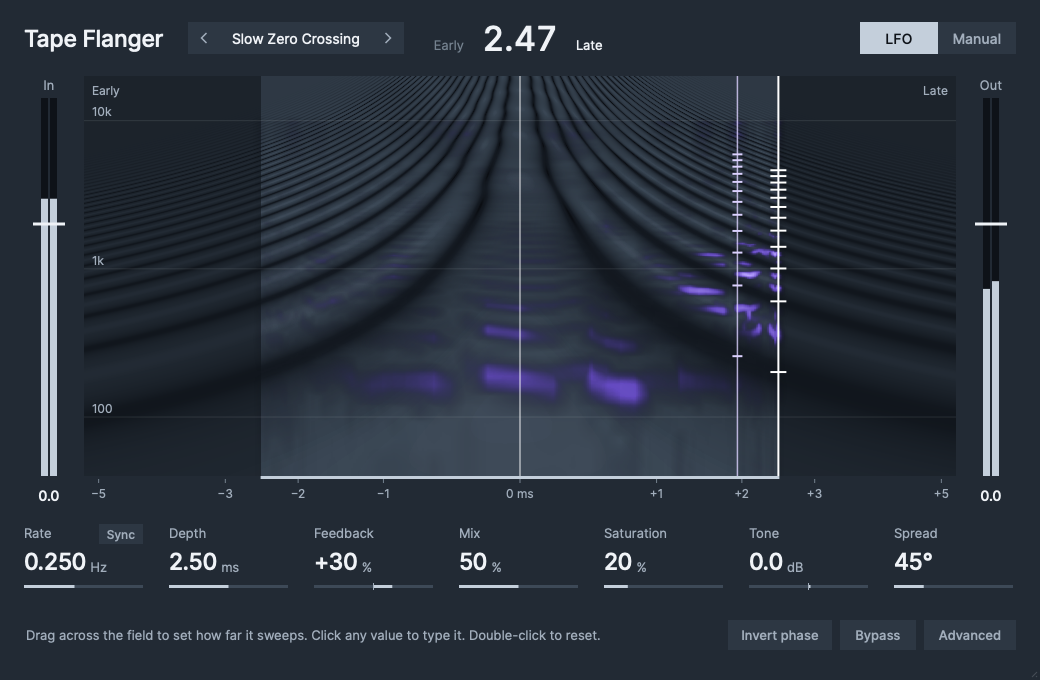 Tape Flanger
Slow Zero Crossing
Early 2.47 Late
LFO Manual
In
Out
Early
Late
10k
1k
100
0.0
−5 −3 −2 −1 0 ms +1 +2 +3 +5
0.0
Rate Sync Depth Feedback Mix Saturation Tone Spread
0.250 Hz 2.50 ms +30 % 50 % 20 % 0.0 dB 45°
Drag across the field to set how far it sweeps. Click any value to type it. Double-click to reset.
Invert phase Bypass Advanced